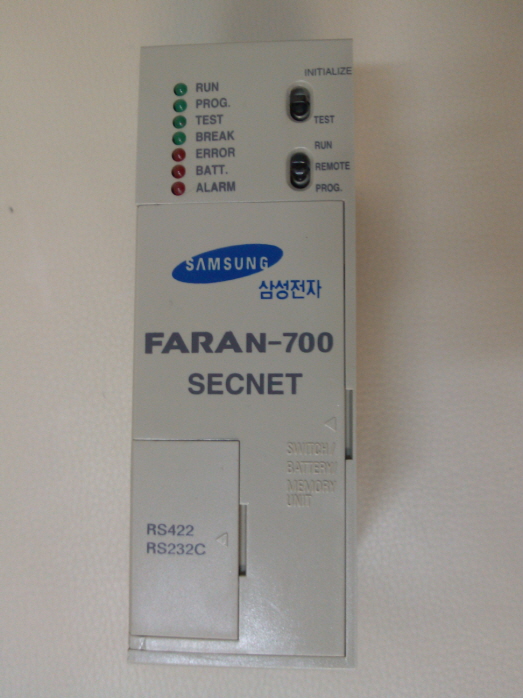 INITIALIZE
RUN
PROG.
TEST
TEST
BREAK
RUN
ERROR
REMOTE
BATT.
PROG.
ALARM
SAMSUNG
삼성전자
FARAN-700
SECNET
SWITCH/
BATTERY/
MEMORY
UNIT
RS422
RS232C